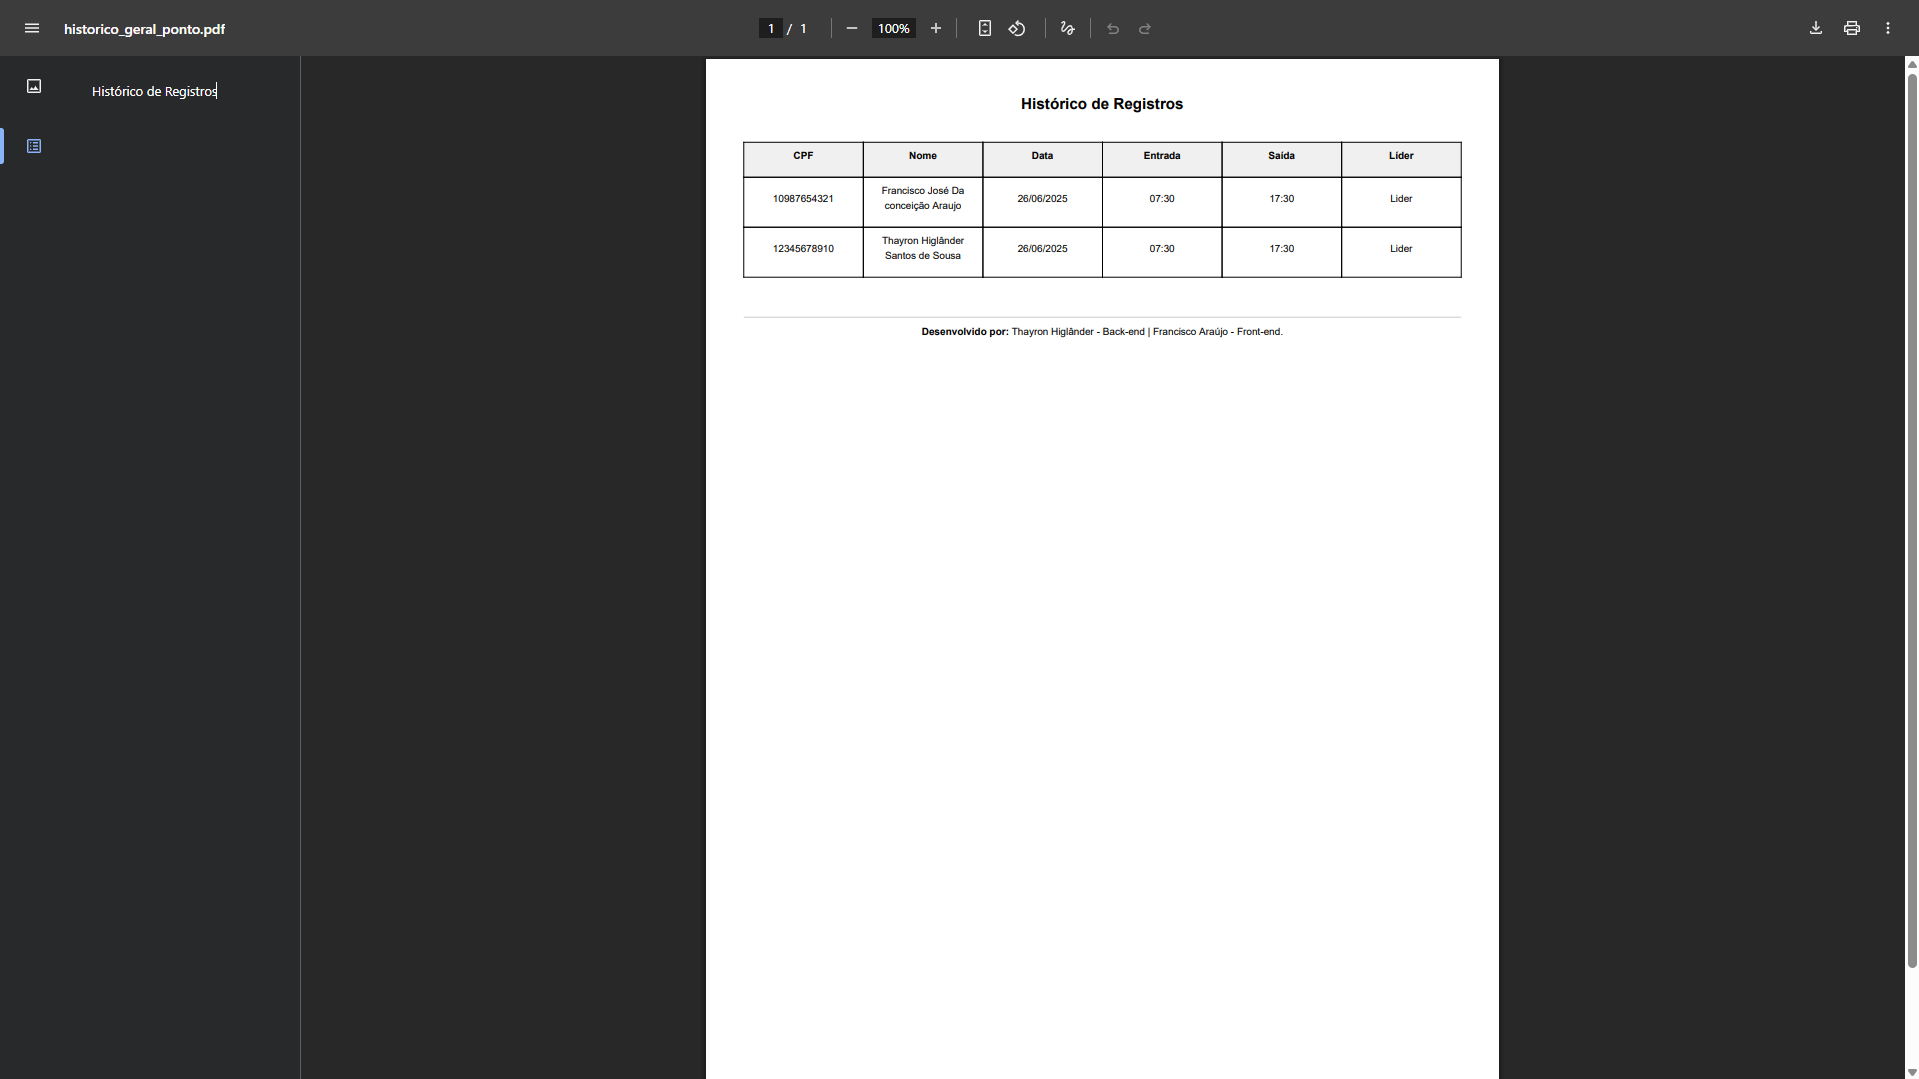 historico_geral_ponto.pdf
1 / 1
100%
Histórico de Registros
Histórico de Registros
CPF Nome Data Entrada Saída Líder
10987654321 Francisco José Da conceição Araujo 26/06/2025 07:30 17:30 Lider
12345678910 Thayron Higlânder Santos de Sousa 26/06/2025 07:30 17:30 Lider
Desenvolvido por: Thayron Higlânder - Back-end | Francisco Araújo - Front-end.